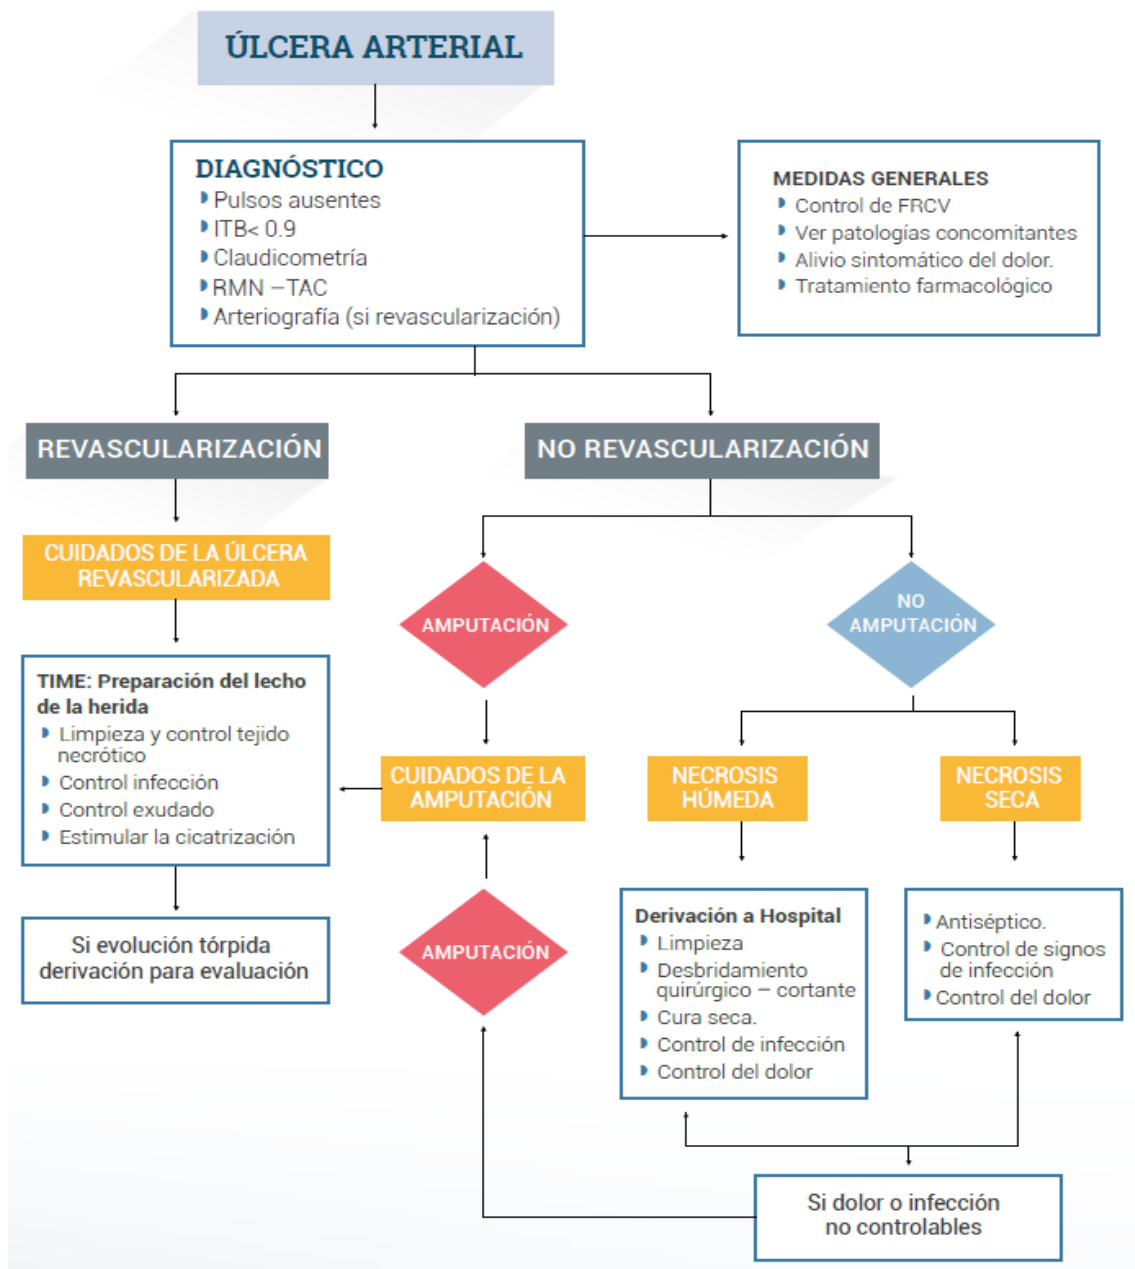 ÚLCERA ARTERIAL
DIAGNÓSTICO
Pulsos ausentes
ITB< 0.9
Claudicometría
RMN –TAC
Arteriografía (si revascularización)
MEDIDAS GENERALES
Control de FRCV
Ver patologías concomitantes
Alivio sintomático del dolor.
Tratamiento farmacológico
REVASCULARIZACIÓN
NO REVASCULARIZACIÓN
CUIDADOS DE LA ÚLCERA
REVASCULARIZADA
AMPUTACIÓN
NO
AMPUTACIÓN
TIME: Preparación del lecho
de la herida
Limpieza y control tejido
necrótico
Control infección
Control exudado
Estimular la cicatrización
CUIDADOS DE LA
AMPUTACIÓN
NECROSIS
HÚMEDA
NECROSIS
SECA
Si evolución tórpida
derivación para evaluación
AMPUTACIÓN
Derivación a Hospital
Limpieza
Desbridamiento
quirúrgico – cortante
Cura seca.
Control de infección
Control del dolor
Antiséptico.
Control de signos
de infección
Control del dolor
Si dolor o infección
no controlables